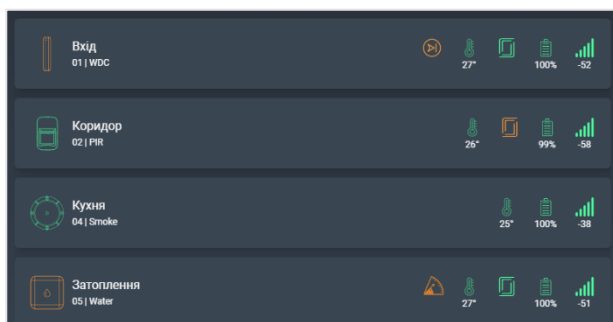 Вхід
01 | WDC
27°
100%
-52
Коридор
02 | PIR
26°
99%
-58
Кухня
04 | Smoke
25°
100%
-38
Затоплення
05 | Water
27°
100%
-51